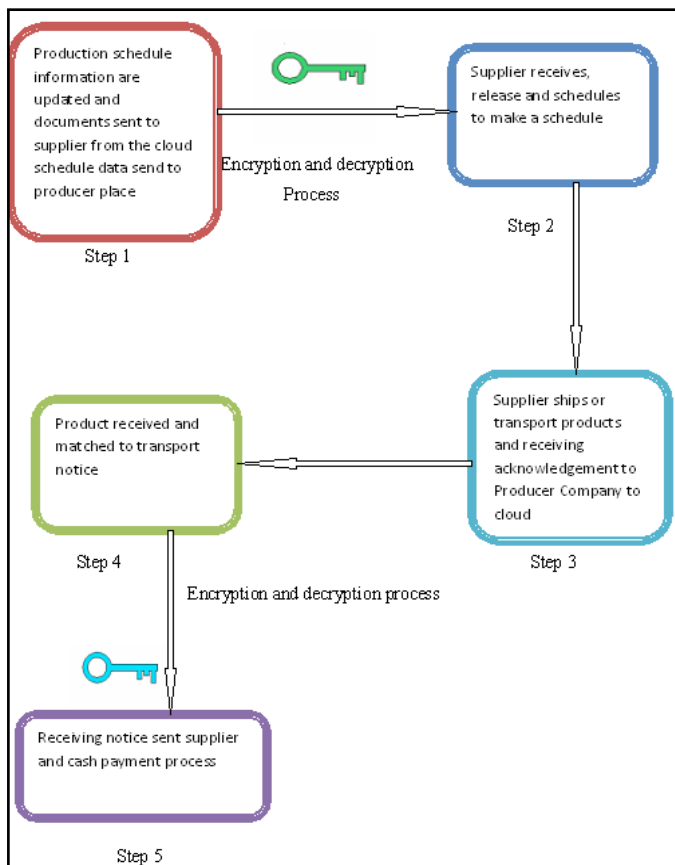 Production schedule
information are
updated and
documents sent to
supplier from the cloud
schedule data send to
producer place
Step 1
Encryption and decryption
Process
Supplier receives,
release and schedules
to make a schedule
Step 2
Supplier ships or
transport products
and receiving
acknowledgement to
Producer Company to
cloud
Step 3
Product received and
matched to transport
notice
Step 4
Encryption and decryption process
Receiving notice sent supplier
and cash payment process
Step 5